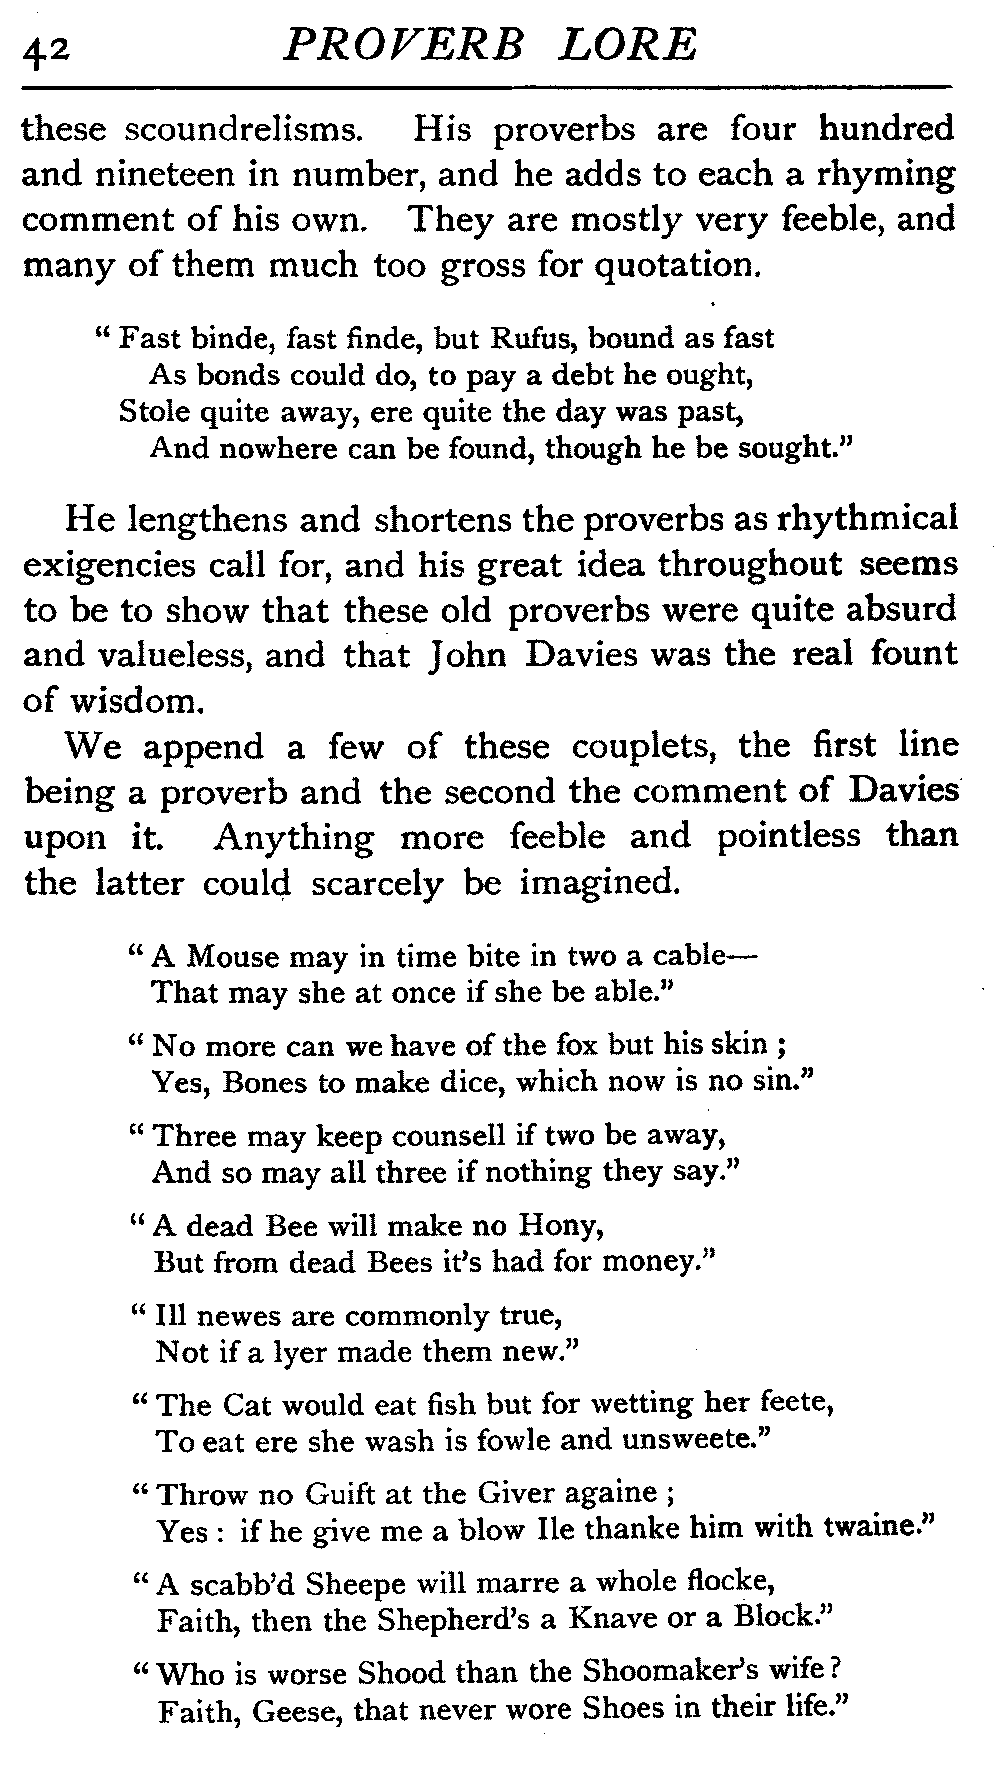 42 PROVERB LORE
these scoundrelisms. His proverbs are four hundred
and nineteen in number, and he adds to each a rhyming
comment of his own. They are mostly very feeble, and
many of them much too gross for quotation.
“ Fast binde, fast finde, but Rufus, bound as fast
As bonds could do, to pay a debt he ought,
Stole quite away, ere quite the day was past,
And nowhere can be found, though he be sought.”
He lengthens and shortens the proverbs as rhythmical
exigencies call for, and his great idea throughout seems
to be to show that these old proverbs were quite absurd
and valueless, and that John Davies was the real fount
of wisdom.
We append a few of these couplets, the first line
being a proverb and the second the comment of Davies
upon it. Anything more feeble and pointless than
the latter could scarcely be imagined.
“ A Mouse may in time bite in two a cable—
That may she at once if she be able.”
“ No more can we have of the fox but his skin ;
Yes, Bones to make dice, which now is no sin.”
“ Three may keep counsell if two be away,
And so may all three if nothing they say.”
“ A dead Bee will make no Hony,
But from dead Bees it's had for money.”
“ Ill newes are commonly true,
Not if a lyer made them new.”
“ The Cat would eat fish but for wetting her feete,
To eat ere she wash is fowle and unsweete.”
“ Throw no Guift at the Giver againe ;
Yes : if he give me a blow Ile thanke him with twaine.”
“ A scabb'd Sheepe will marre a whole flocke,
Faith, then the Shepherd's a Knave or a Block.”
“ Who is worse Shood than the Shoomaker's wife ?
Faith, Geese, that never wore Shoes in their life.”